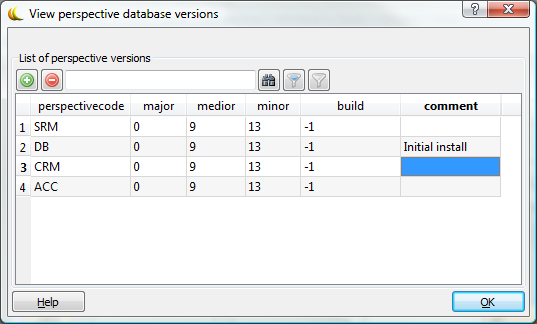 View perspective database versions
List of perspective versions
perspectivecode major medior minor build comment
1 SRM 0 9 13 -1
2 DB 0 9 13 -1 Initial install
3 CRM 0 9 13 -1
4 ACC 0 9 13 -1
Help OK